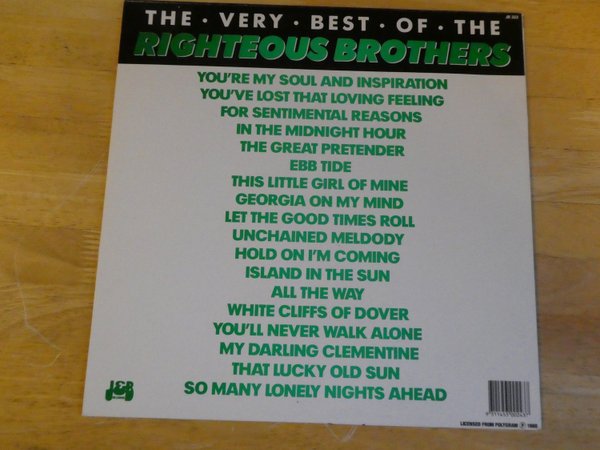 THE · VERY · BEST · OF · THE
RIGHTEOUS BROTHERS
YOU'RE MY SOUL AND INSPIRATION
YOU'VE LOST THAT LOVING FEELING
FOR SENTIMENTAL REASONS
IN THE MIDNIGHT HOUR
THE GREAT PRETENDER
EBB TIDE
THIS LITTLE GIRL OF MINE
GEORGIA ON MY MIND
LET THE GOOD TIMES ROLL
UNCHAINED MELDODY
HOLD ON I'M COMING
ISLAND IN THE SUN
ALL THE WAY
WHITE CLIFFS OF DOVER
YOU'LL NEVER WALK ALONE
MY DARLING CLEMENTINE
THAT LUCKY OLD SUN
SO MANY LONELY NIGHTS AHEAD
J&B
LICENSED FROM POLYGRAM